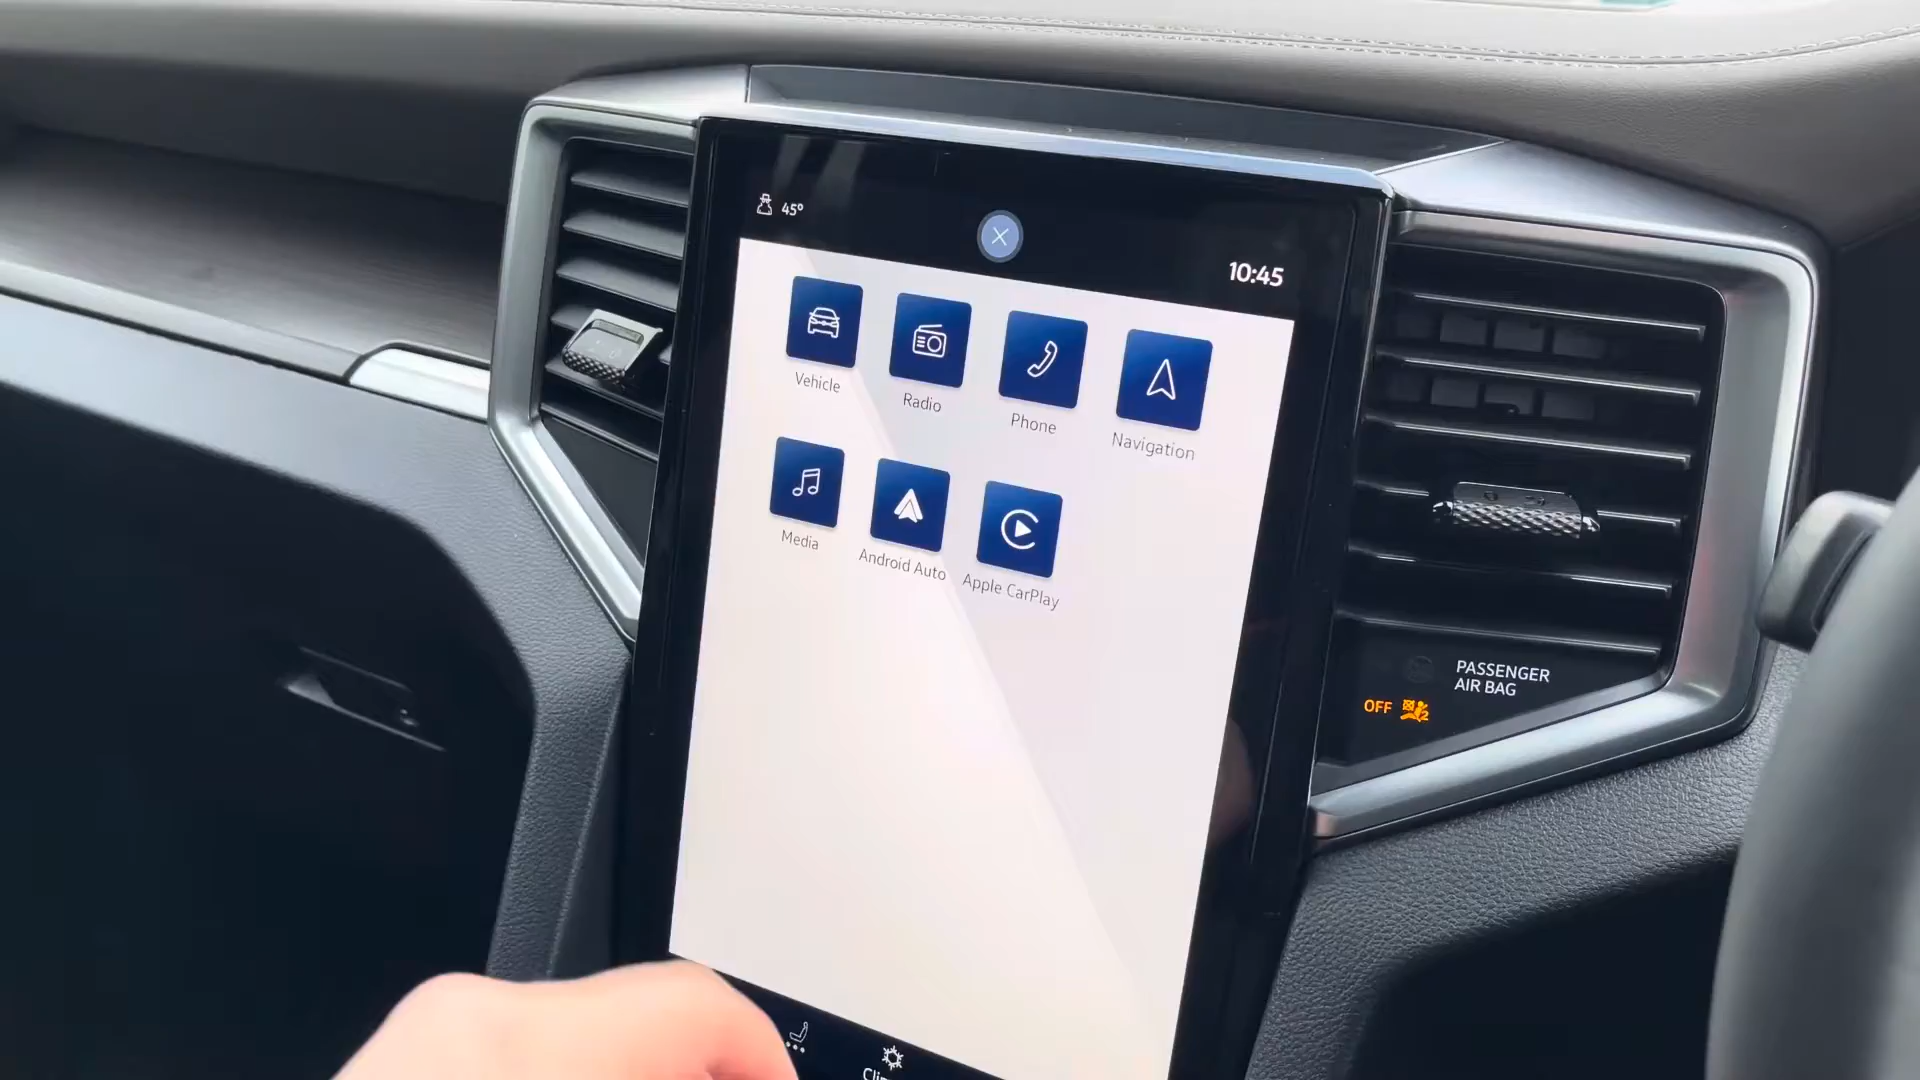 45°
10:45
Vehicle
Radio
Phone
Navigation
Media
Android Auto
Apple CarPlay
PASSENGER
AIR BAG
OFF